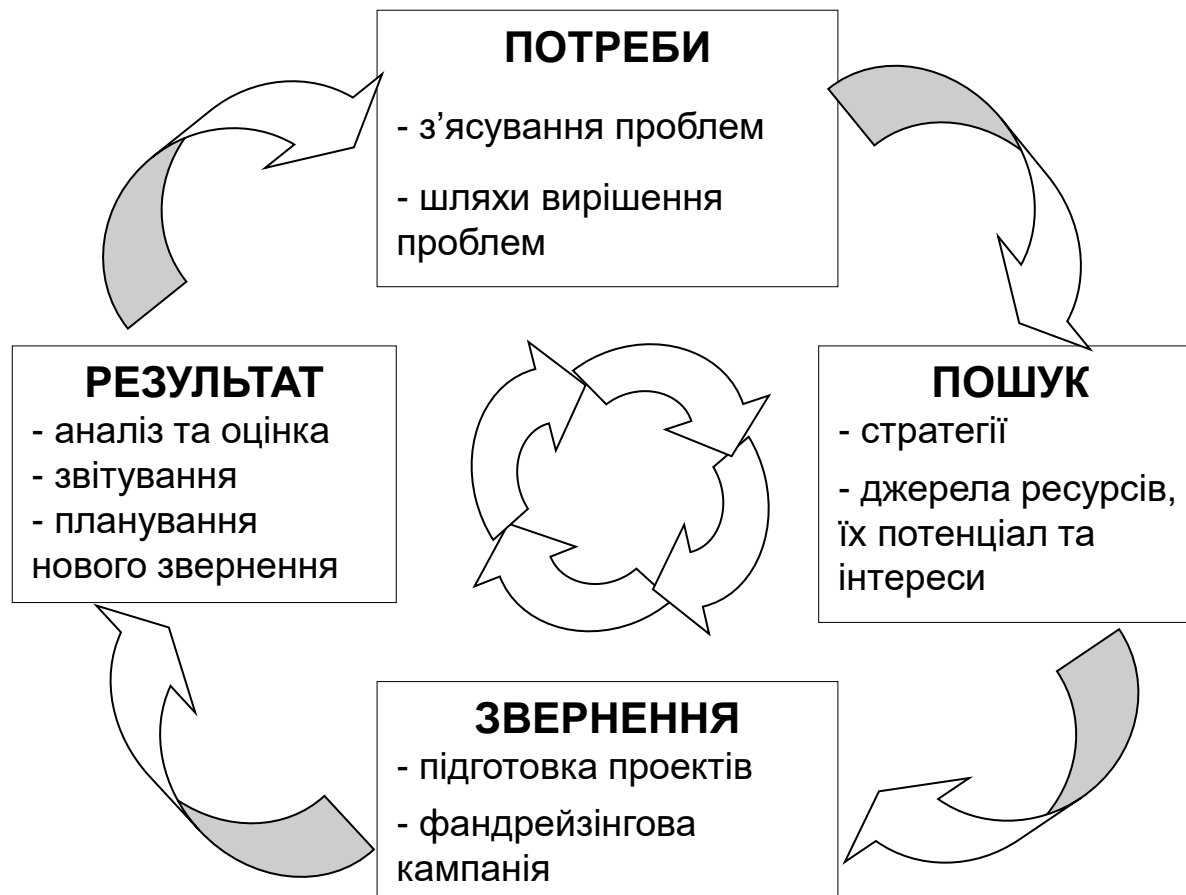 ПОТРЕБИ
- з’ясування проблем
- шляхи вирішення
проблем
РЕЗУЛЬТАТ
- аналіз та оцінка
- звітування
- планування
нового звернення
ПОШУК
- стратегії
- джерела ресурсів,
їх потенціал та
інтереси
ЗВЕРНЕННЯ
- підготовка проектів
- фандрейзінгова
кампанія